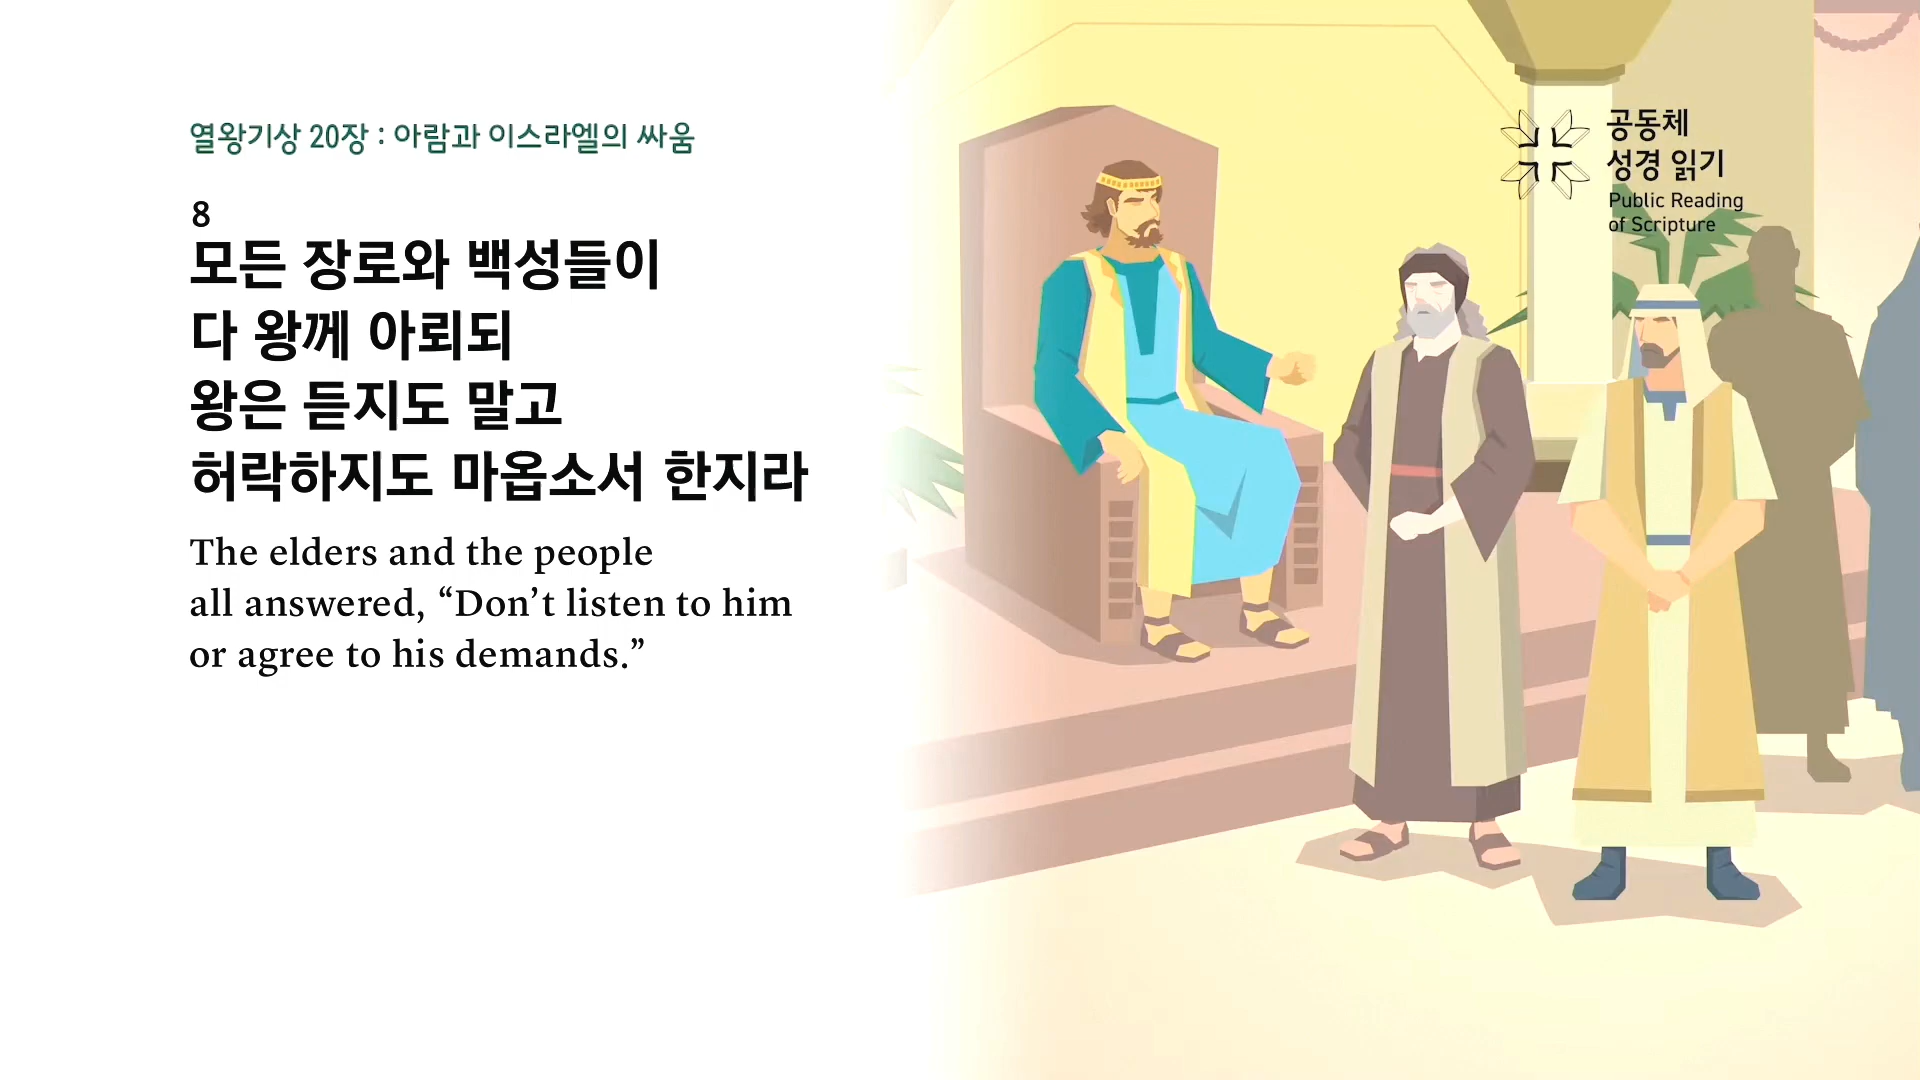 열왕기상 20장 : 아람과 이스라엘의 싸움
8
모든 장로와 백성들이
다 왕께 아뢰되
왕은 듣지도 말고
허락하지도 마옵소서 한지라
The elders and the people
all answered, “Don’t listen to him
or agree to his demands.”
공동체
성경 읽기
Public Reading
of Scripture